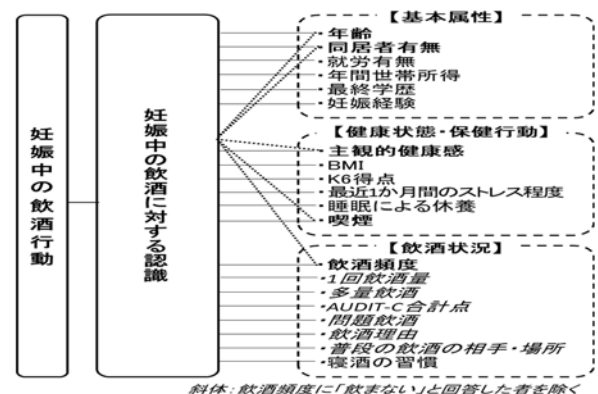 妊娠中の飲酒行動
妊娠中の飲酒に対する認識
【基本属性】
・年齢
・同居者有無
・就労有無
・年間世帯所得
・最終学歴
・妊娠経験
【健康状態・保健行動】
・主観的健康感
・BMI
・K6得点
・最近1か月間のストレス程度
・睡眠による休養
・喫煙
【飲酒状況】
・飲酒頻度
・1回飲酒量
・多量飲酒
・AUDIT-C合計点
・問題飲酒
・飲酒理由
・普段の飲酒の相手・場所
・寝酒の習慣
斜体：飲酒頻度に「飲まない」と回答した者を除く